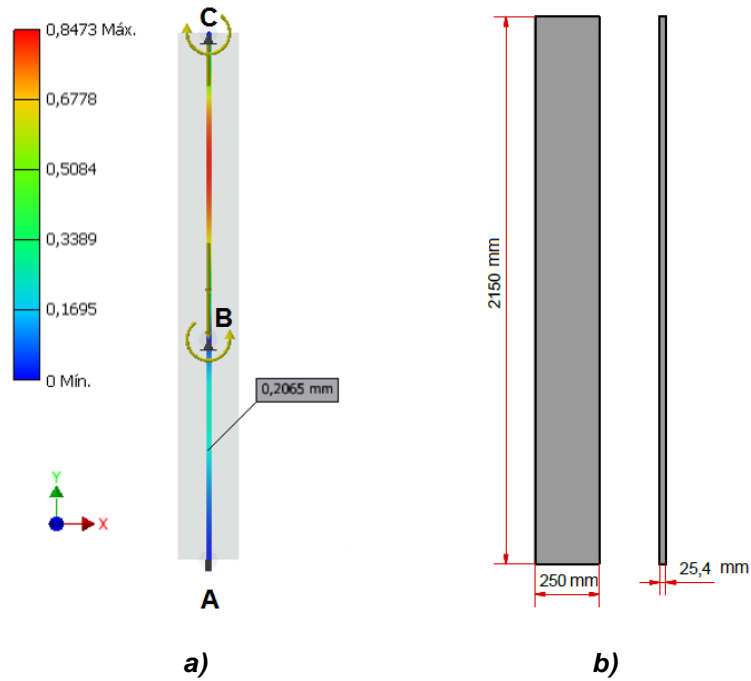 C
0,8473 Máx.
0,6778
0,5084
0,3389
0,1695
0 Mín.
B
0,2065 mm
Y
X
A
a)
2150 mm
250 mm
25,4 mm
b)